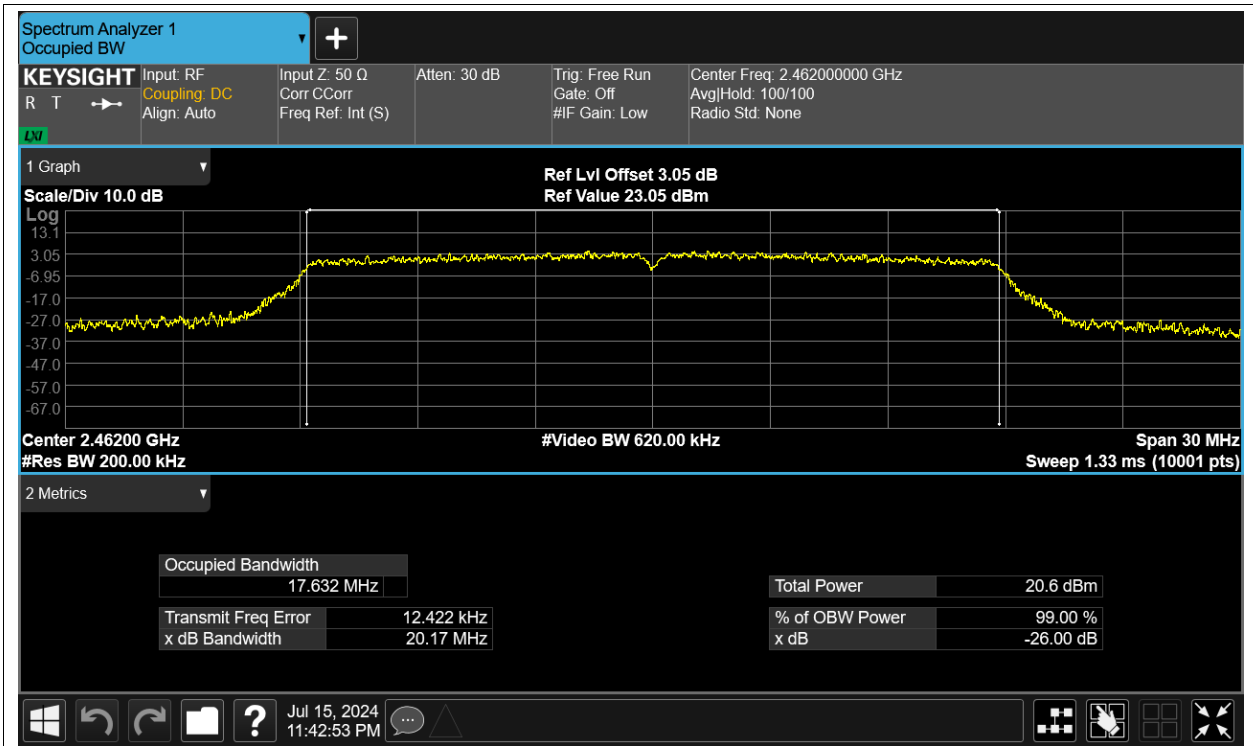 Spectrum Analyzer 1
Occupied BW
KEYSIGHT
R T
LXI
Input: RF
Coupling: DC
Align: Auto
Input Z: 50 Ω
Corr CCorr
Freq Ref: Int (S)
Atten: 30 dB
Trig: Free Run
Gate: Off
#IF Gain: Low
Center Freq: 2.462000000 GHz
Avg|Hold: 100/100
Radio Std: None
1 Graph
Scale/Div 10.0 dB
Ref Lvl Offset 3.05 dB
Ref Value 23.05 dBm
Log
13.1
3.05
-6.95
-17.0
-27.0
-37.0
-47.0
-57.0
-67.0
Center 2.46200 GHz
#Video BW 620.00 kHz
Span 30 MHz
#Res BW 200.00 kHz
Sweep 1.33 ms (10001 pts)
2 Metrics
Occupied Bandwidth
17.632 MHz
Total Power 20.6 dBm
Transmit Freq Error 12.422 kHz
% of OBW Power 99.00 %
x dB Bandwidth 20.17 MHz
x dB -26.00 dB
?
Jul 15, 2024
11:42:53 PM